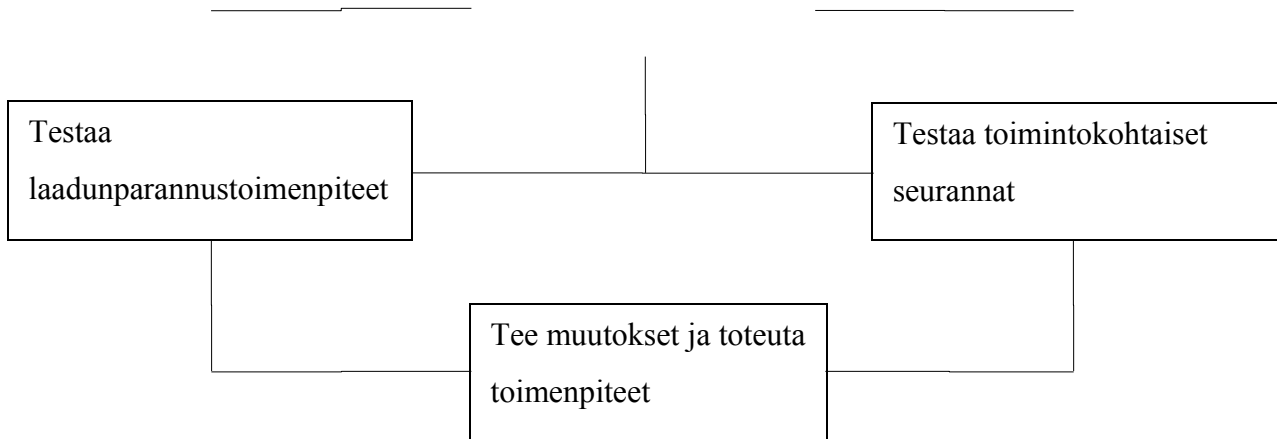 Testaa
laadunparannustoimenpiteet
Testaa toimintokohtaiset
seurannat
Tee muutokset ja toteuta
toimenpiteet